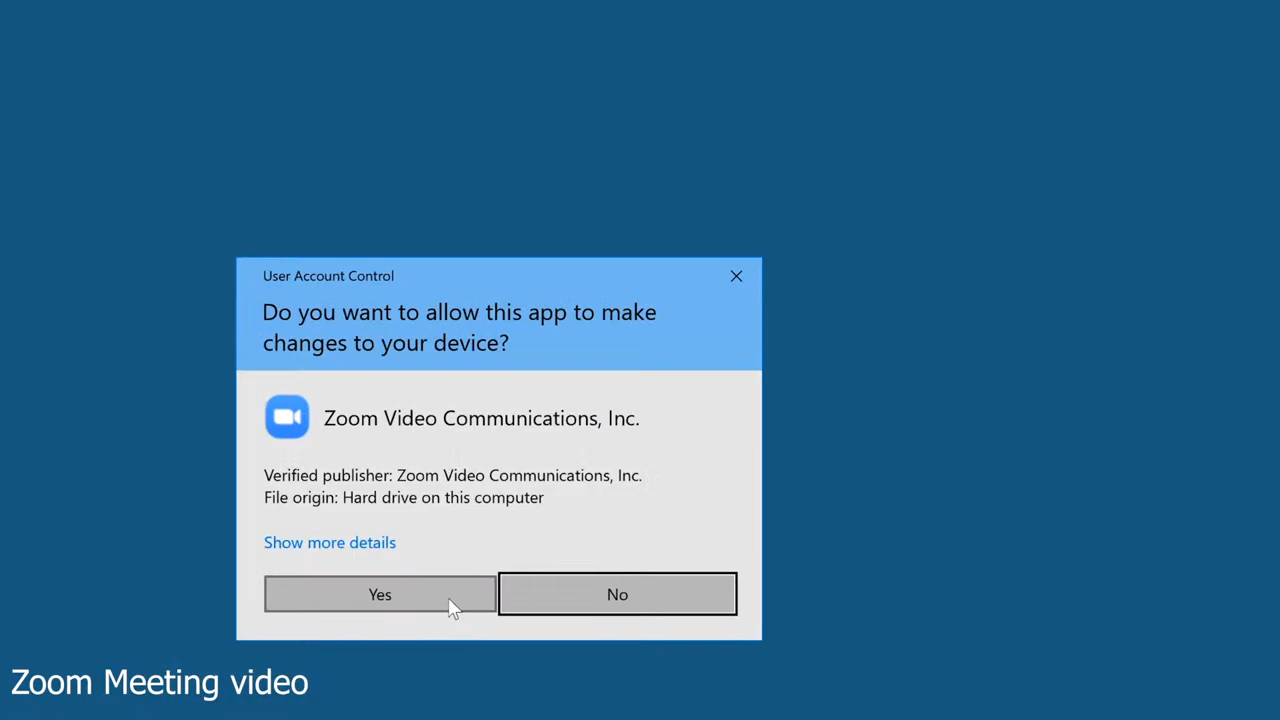 User Account Control
Do you want to allow this app to make
changes to your device?
Zoom Video Communications, Inc.
Verified publisher: Zoom Video Communications, Inc.
File origin: Hard drive on this computer
Show more details
Yes
No
Zoom Meeting video